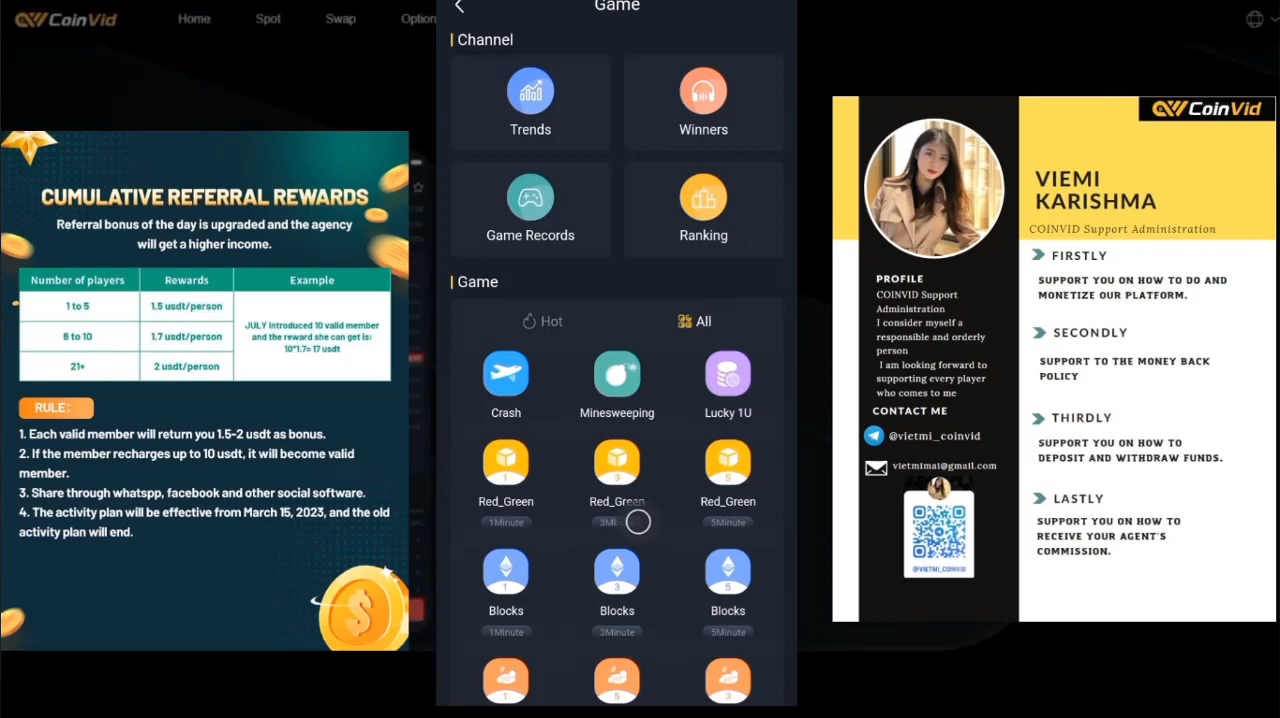 CoinVid
Home
Spot
Swap
Option
Game
Channel
Trends
Winners
Game Records
Ranking
Game
Hot
All
Crash
Minesweeping
Lucky 1U
1
3
5
Red_Green
Red_Green
Red_Green
1Minute
5Minute
1
3
5
Blocks
Blocks
Blocks
1Minute
3Minute
5Minute
1
5
3
CUMULATIVE REFERRAL REWARDS
Referral bonus of the day is upgraded and the agency
will get a higher income.
Number of players
Rewards
Example
1 to 5
1.5 usdt/person
6 to 10
1.7 usdt/person
21+
2 usdt/person
JULY introduced 10 valid member
and the reward she can get is:
10*1.7= 17 usdt
RULE:
1. Each valid member will return you 1.5-2 usdt as bonus.
2. If the member recharges up to 10 usdt, it will become valid
member.
3. Share through whatspp, facebook and other social software.
4. The activity plan will be effective from March 15, 2023, and the old
activity plan will end.
CoinVid
VIEMI
KARISHMA
COINVID Support Administration
PROFILE
COINVID Support
Administration
I consider myself a
responsible and orderly
person
I am looking forward to
supporting every player
who comes to me
CONTACT ME
@vietmi_coinvid
vietmimai@gmail.com
@VIETMI_COINVID
FIRSTLY
SUPPORT YOU ON HOW TO DO AND
MONETIZE OUR PLATFORM.
SECONDLY
SUPPORT TO THE MONEY BACK
POLICY
THIRDLY
SUPPORT YOU ON HOW TO
DEPOSIT AND WITHDRAW FUNDS.
LASTLY
SUPPORT YOU ON HOW TO
RECEIVE YOUR AGENT'S
COMMISSION.